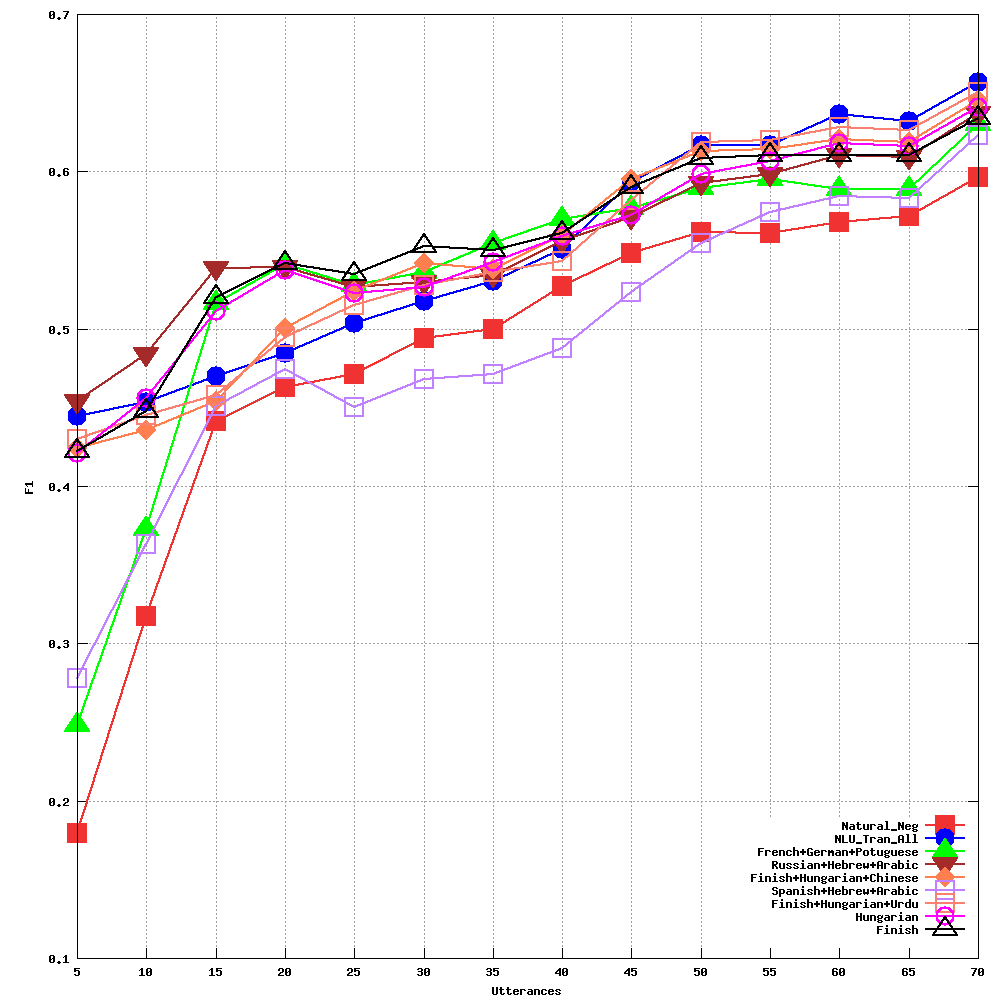 0.7
0.6
0.5
0.4
0.3
0.2
0.1
F1
5 10 15 20 25 30 35 40 45 50 55 60 65 70
Utterances
Natural_Neg
NLU_Tran_All
French+German+Potuguese
Russian+Hebrew+Arabic
Finish+Hungarian+Chinese
Spanish+Hebrew+Arabic
Finish+Hungarian+Urdu
Hungarian
Finish